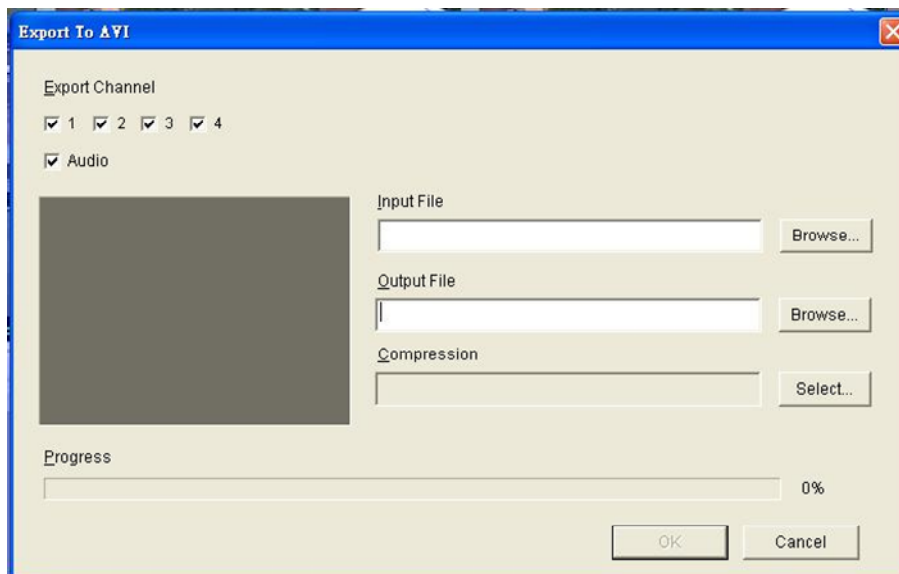 Export To AVI
Export Channel
1 2 3 4
Audio
Input File
Browse...
Output File
Browse...
Compression
Select...
Progress
0%
OK Cancel